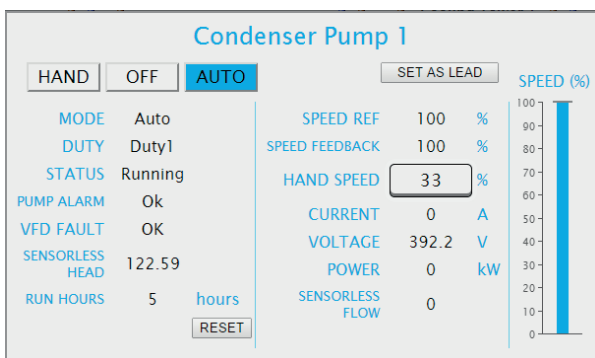 Condenser Pump 1
HAND OFF AUTO
SET AS LEAD
MODE Auto
DUTY Duty1
STATUS Running
PUMP ALARM Ok
VFD FAULT OK
SENSORLESS
HEAD 122.59
RUN HOURS 5 hours
RESET
SPEED REF 100 %
SPEED FEEDBACK 100 %
HAND SPEED 33 %
CURRENT 0 A
VOLTAGE 392.2 V
POWER 0 kW
SENSORLESS
FLOW 0
SPEED (%)
100
90
80
70
60
50
40
30
20
10
0